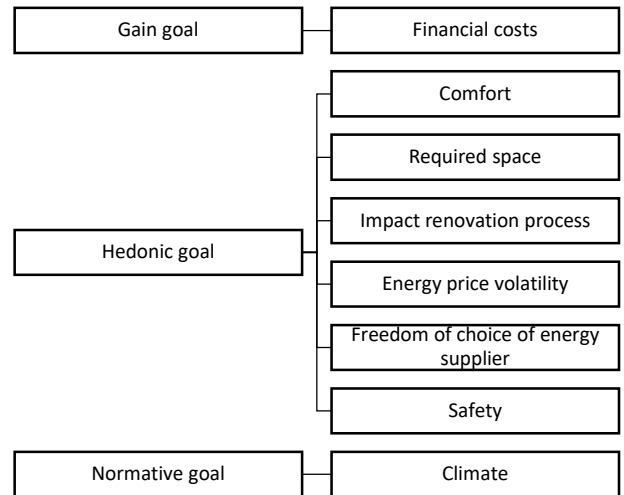 Gain goal
Financial costs
Comfort
Required space
Impact renovation process
Hedonic goal
Energy price volatility
Freedom of choice of energy
supplier
Safety
Normative goal
Climate